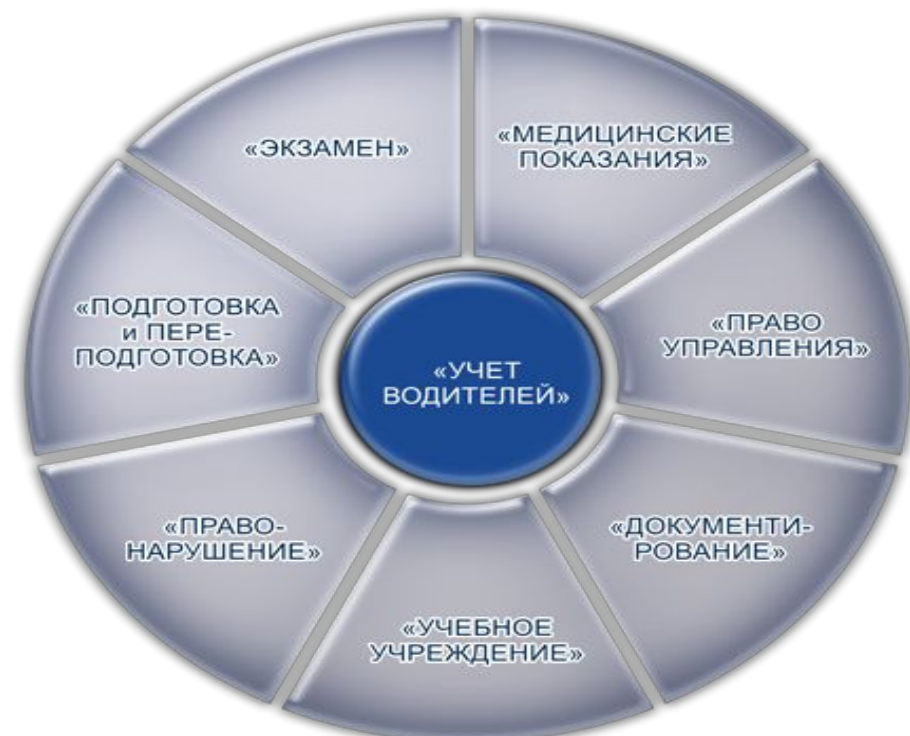 «ЭКЗАМЕН»
«МЕДИЦИНСКИЕ
ПОКАЗАНИЯ»
«ПОДГОТОВКА
и ПЕРЕ-
ПОДГОТОВКА»
«ПРАВО
УПРАВЛЕНИЯ»
«УЧЕТ
ВОДИТЕЛЕЙ»
«ПРАВО-
НАРУШЕНИЕ»
«ДОКУМЕНТИ-
РОВАНИЕ»
«УЧЕБНОЕ
УЧРЕЖДЕНИЕ»